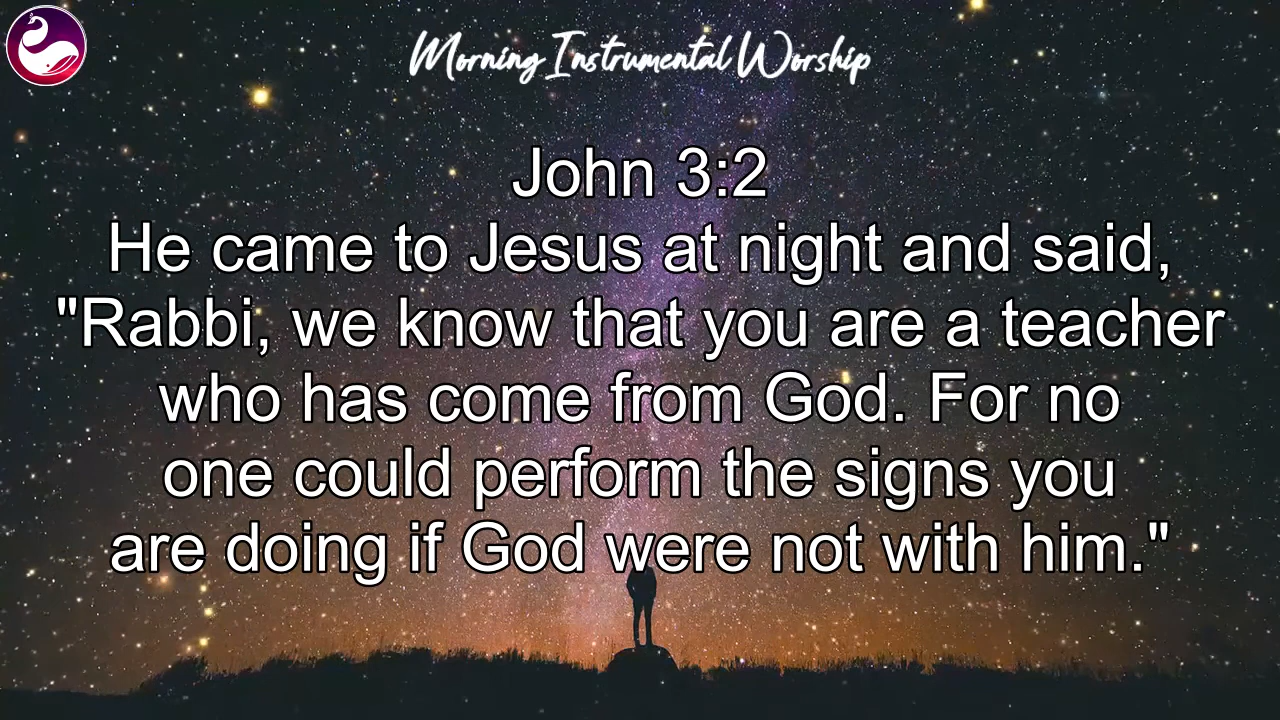 Morning Instrumental Worship
John 3:2
He came to Jesus at night and said,
"Rabbi, we know that you are a teacher
who has come from God. For no
one could perform the signs you
are doing if God were not with him."